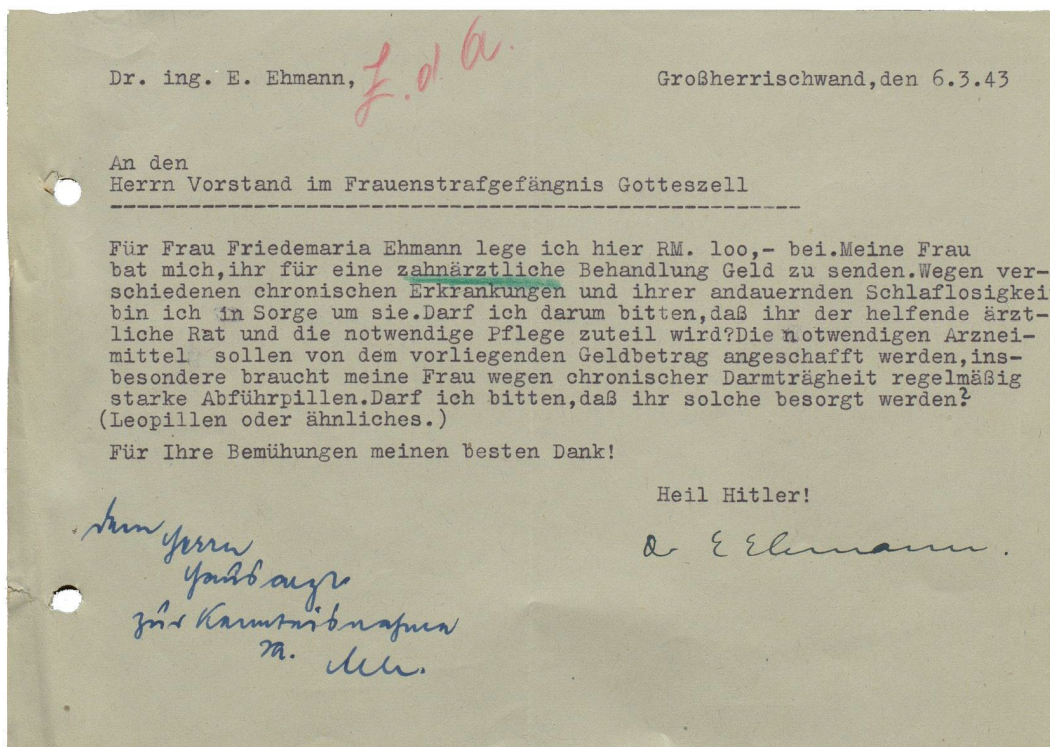 Dr. ing. E. Ehmann, Z. d. A. Großherrischwand,den 6.3.43
An den
Herrn Vorstand im Frauenstrafgefängnis Gotteszell
Für Frau Friedemaria Ehmann lege ich hier RM. loo,- bei.Meine Frau
bat mich,ihr für eine zahnärztliche Behandlung Geld zu senden.Wegen ver-
schiedenen chronischen Erkrankungen und ihrer andauernden Schlaflosigkei
bin ich in Sorge um sie.Darf ich darum bitten,daß ihr der helfende ärzt-
liche Rat und die notwendige Pflege zuteil wird?Die notwendigen Arznei-
mittel sollen von dem vorliegenden Geldbetrag angeschafft werden,ins-
besondere braucht meine Frau wegen chronischer Darmträgheit regelmäßig
starke Abführpillen.Darf ich bitten,daß ihr solche besorgt werden?
(Leopillen oder ähnliches.)
Für Ihre Bemühungen meinen besten Dank!
Heil Hitler!
Dr E Ehmann.
dem Herrn
Hausarzt
zur Kenntnisnahme